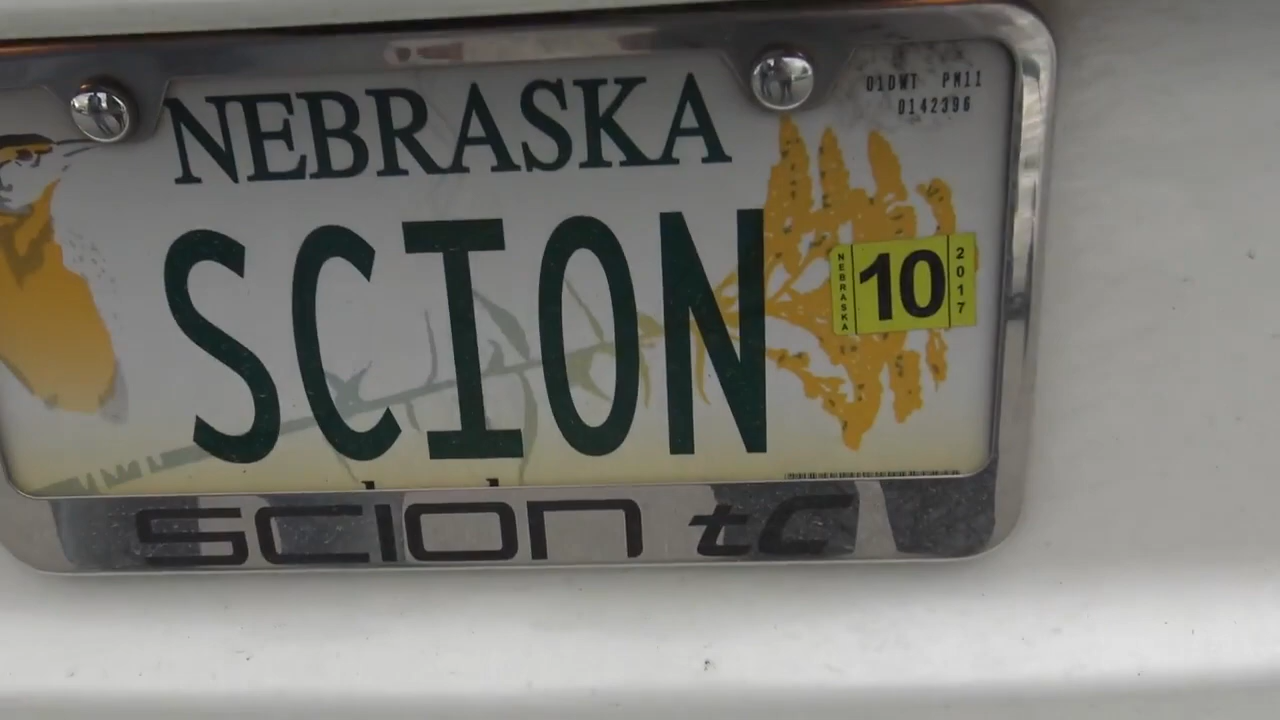 NEBRASKA
01DWT PM11
0142396
SCION
NEBRASKA
10
2017
scion tC